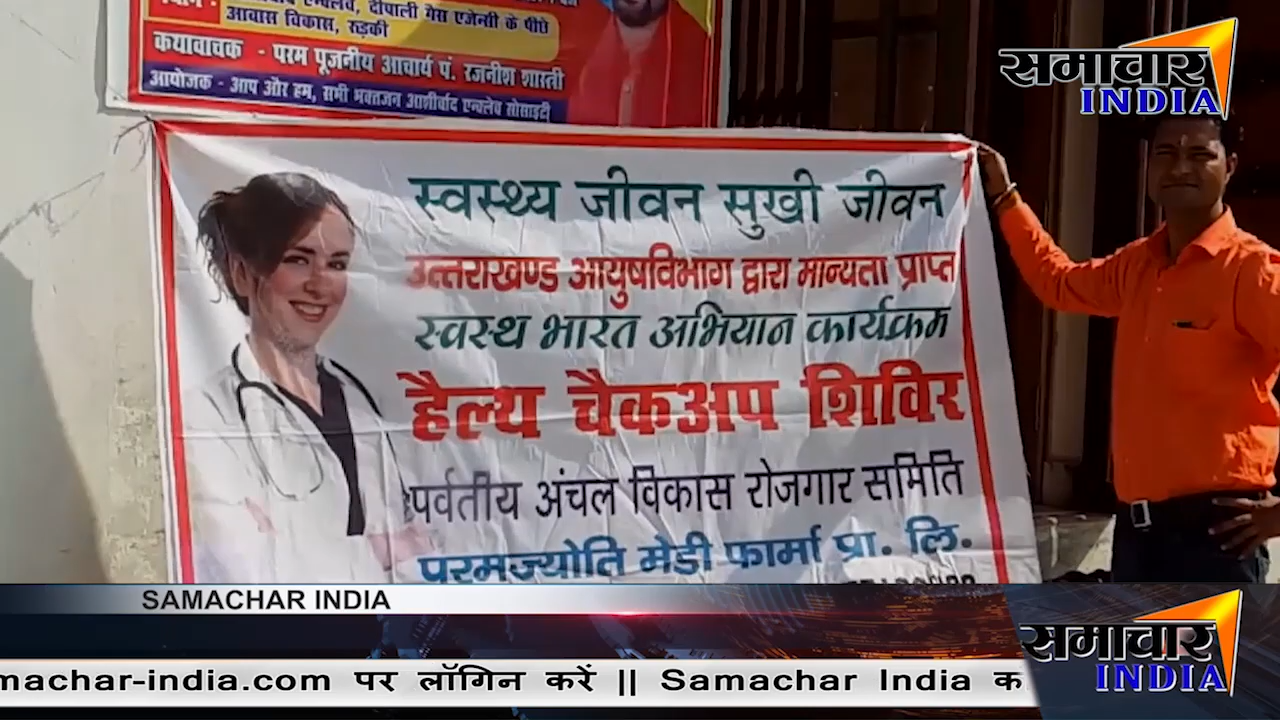 आवास विकास, रुड़की
एन्क्लेव, दीपाली गैस एजेन्सी के पीछे
कथावाचक - परम पूजनीय आचार्य पं. रजनीश शास्त्री
आयोजक - आप और हम, सभी भक्तजन आशीर्वाद एन्क्लेव सोसाइटी
समाचार
INDIA
स्वस्थ्य जीवन सुखी जीवन
उत्तराखण्ड आयुषविभाग द्वारा मान्यता प्राप्त
स्वस्थ भारत अभियान कार्यक्रम
हैल्थ चैकअप शिविर
पर्वतीय अंचल विकास रोजगार समिति
परमज्योति मेडी फार्मा प्रा. लि.
SAMACHAR INDIA
machar-india.com पर लॉगिन करें || Samachar India क
समाचार
INDIA